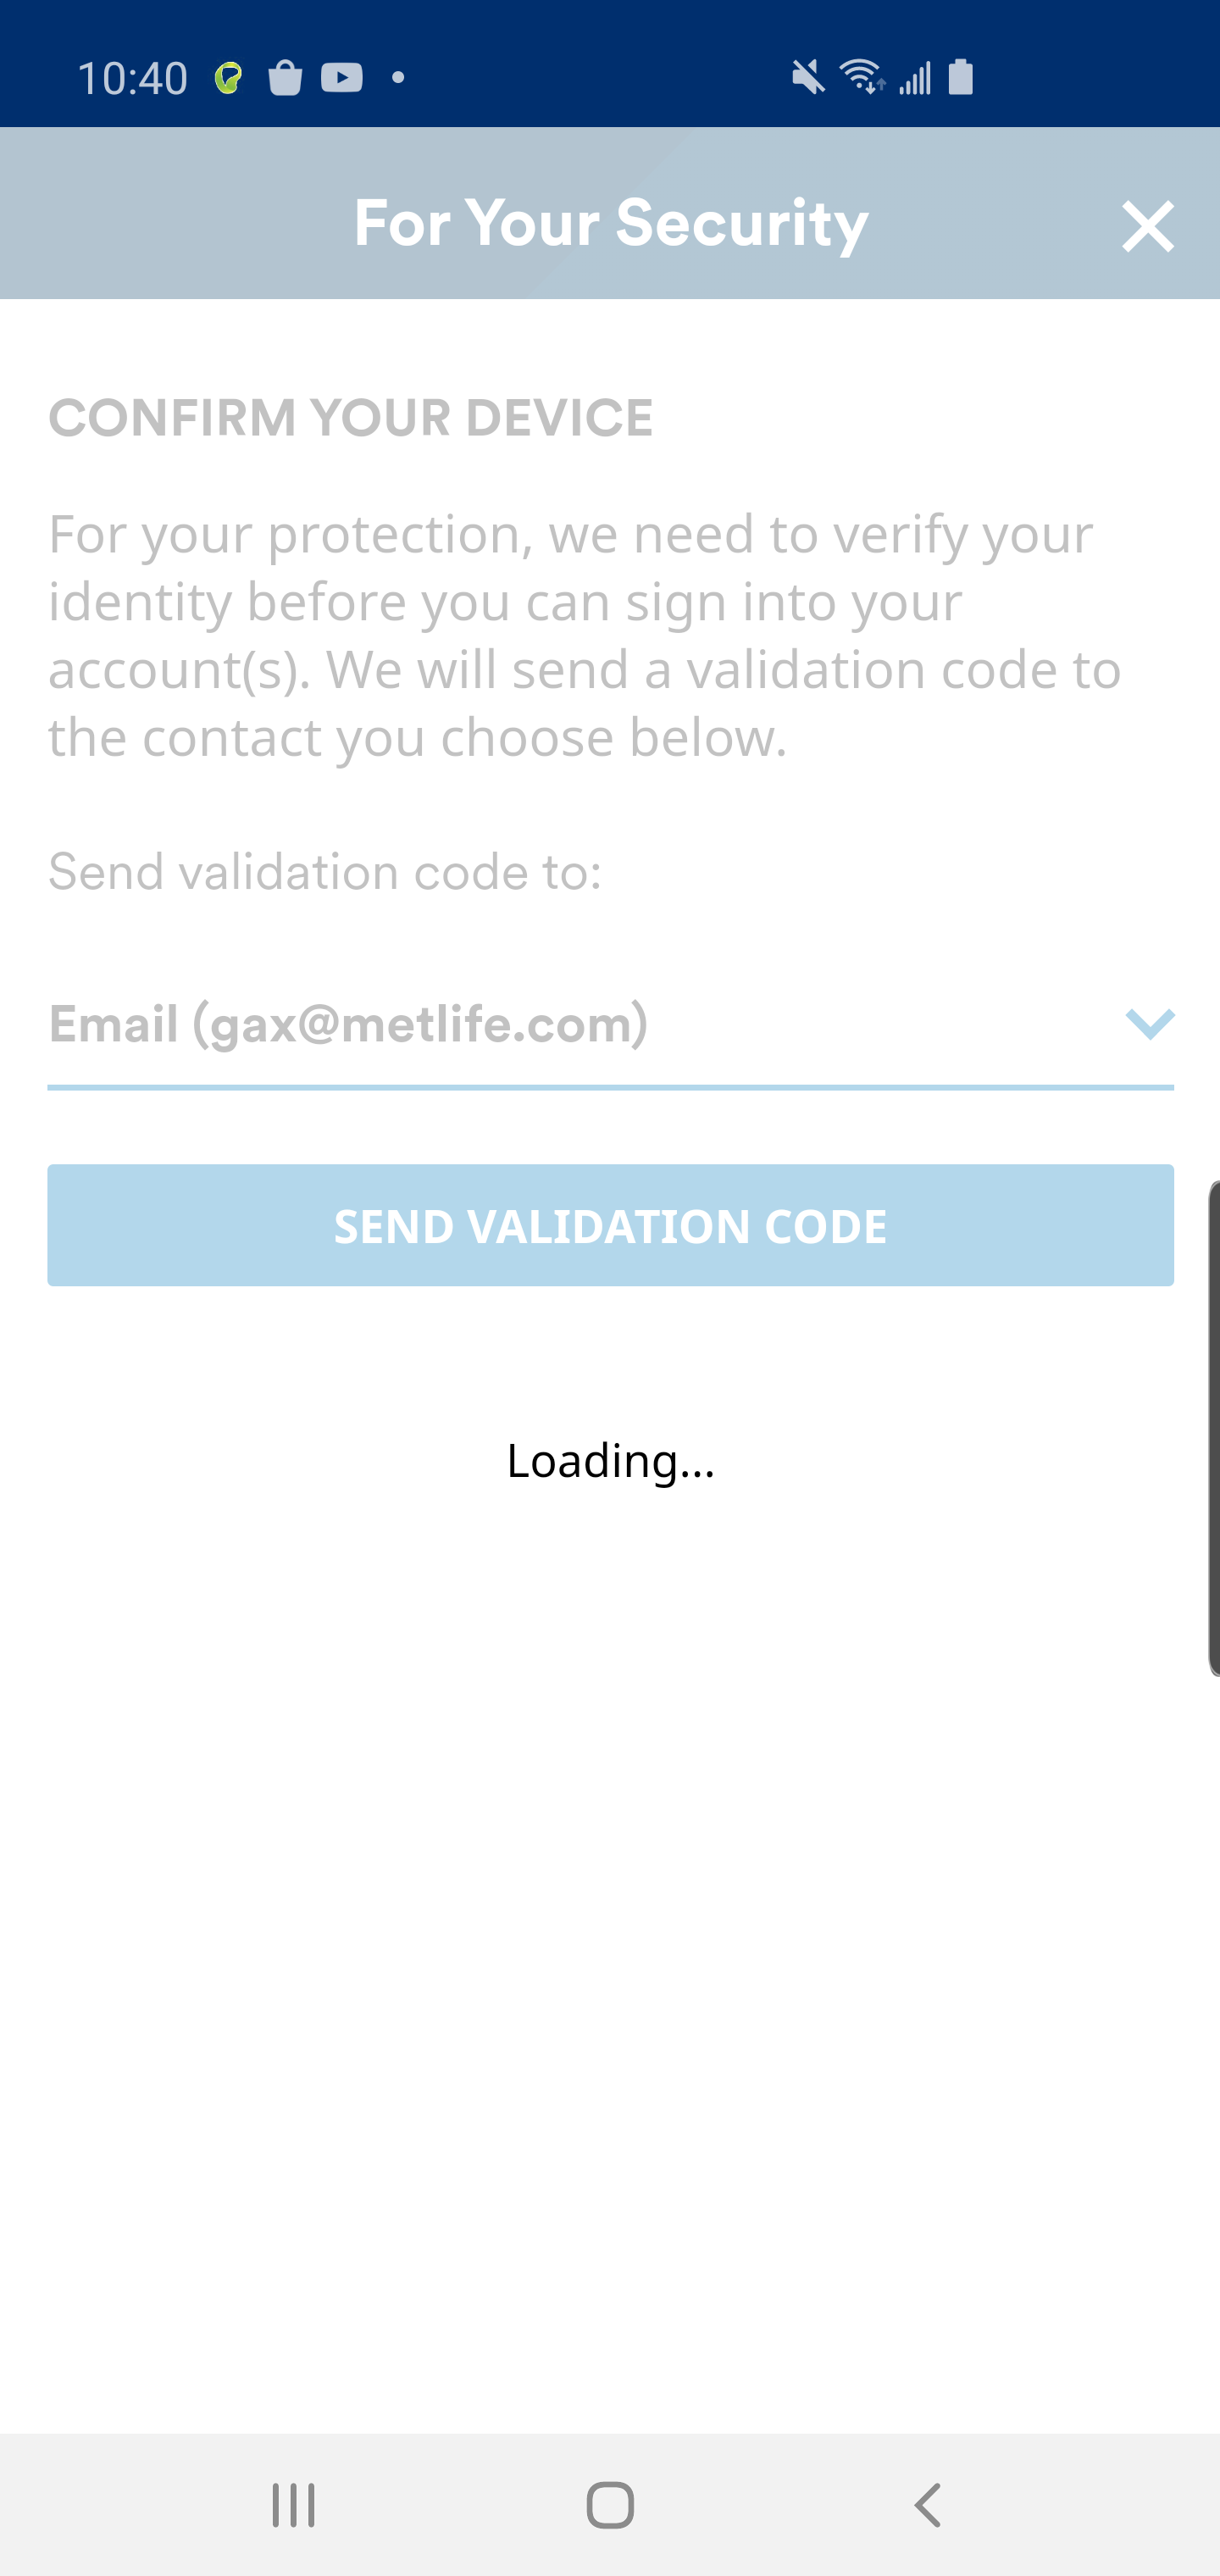 10:40
For Your Security
CONFIRM YOUR DEVICE
For your protection, we need to verify your
identity before you can sign into your
account(s). We will send a validation code to
the contact you choose below.
Send validation code to:
Email (gax@metlife.com)
SEND VALIDATION CODE
Loading...